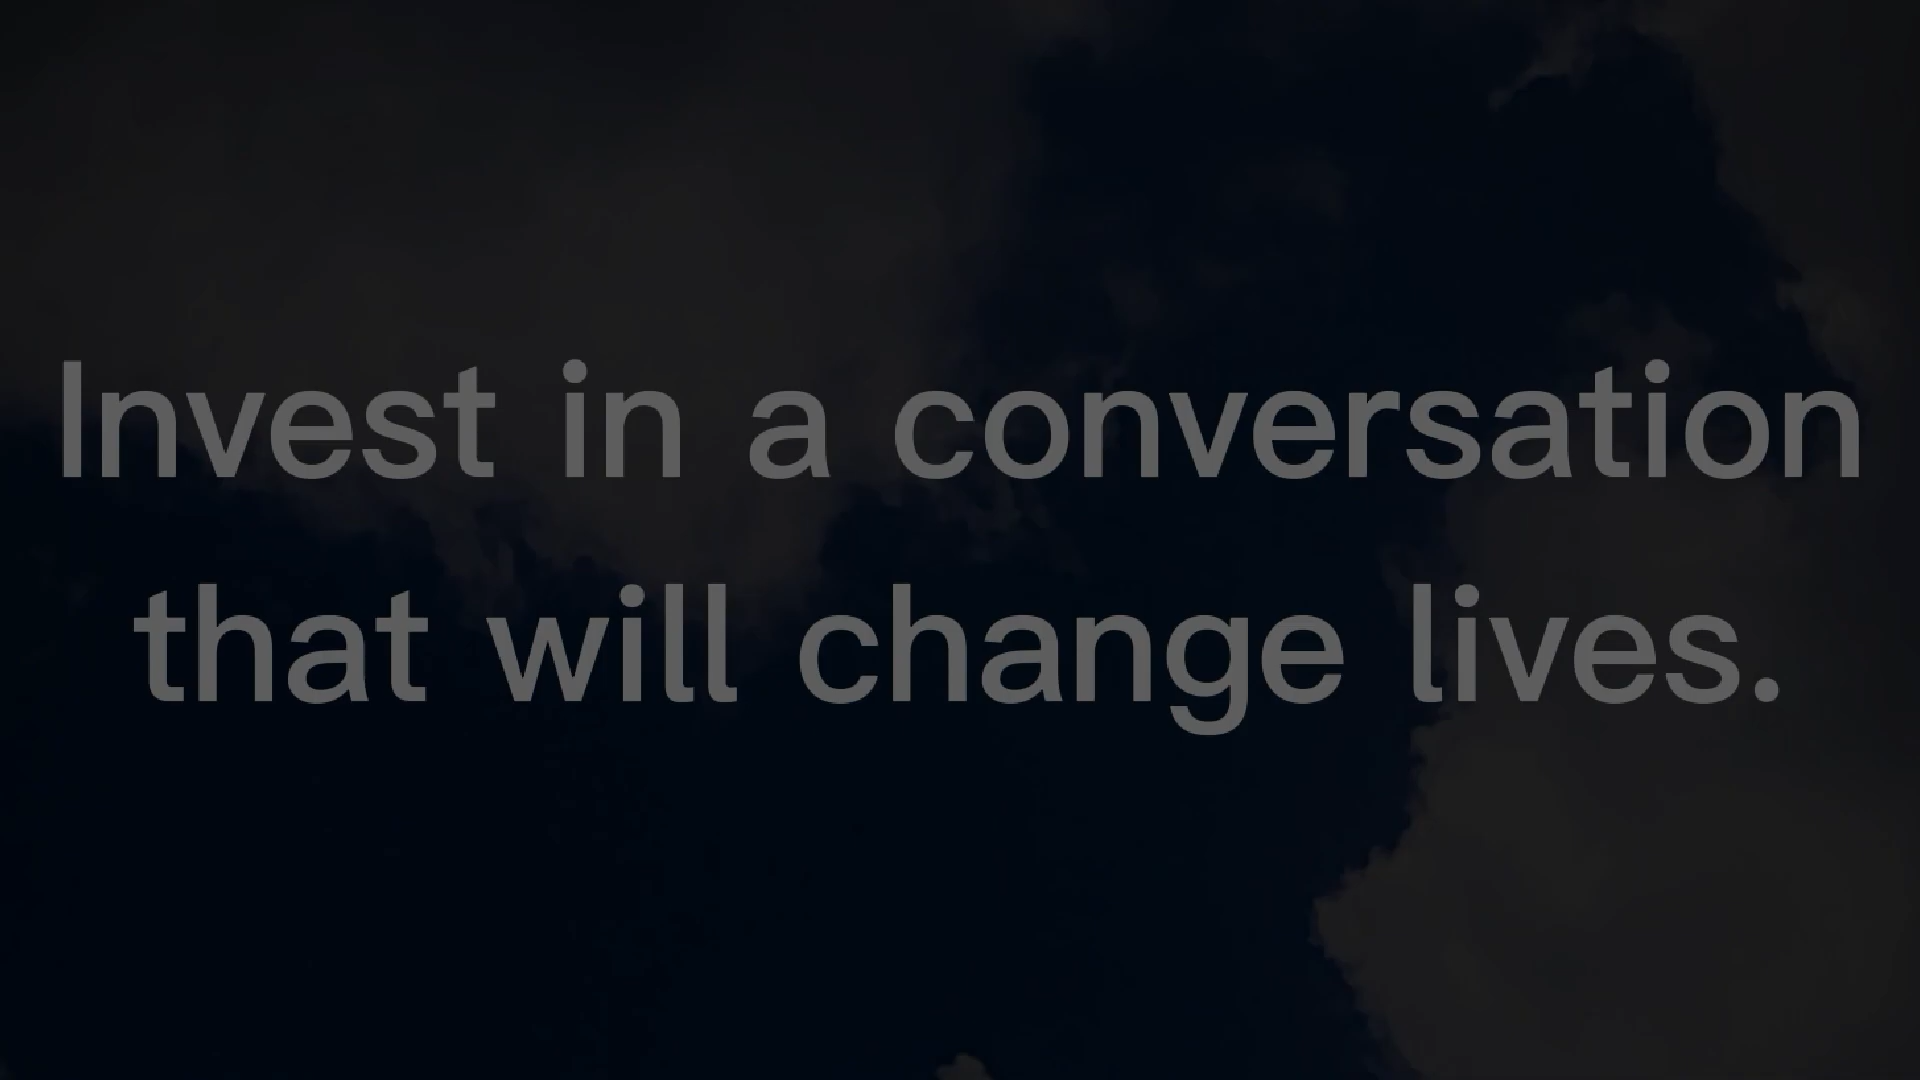 Invest in a conversation
that will change lives.